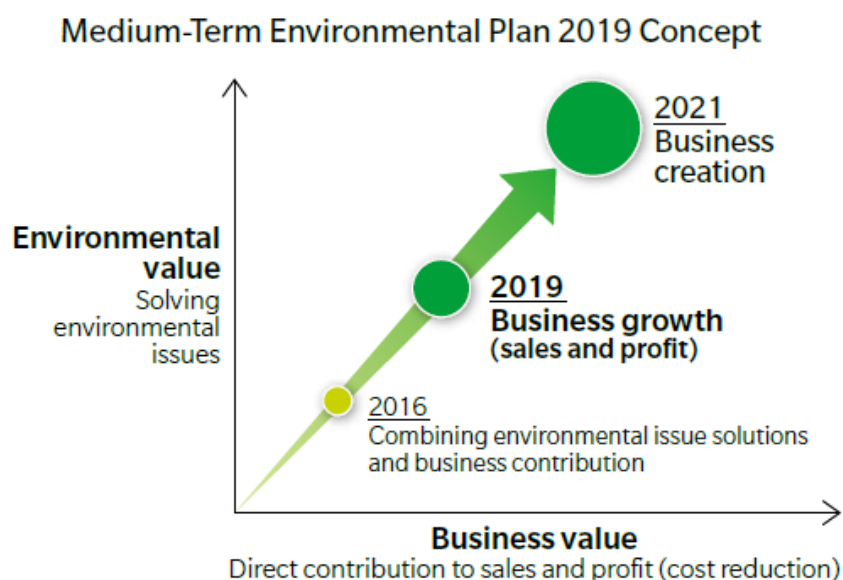 Medium-Term Environmental Plan 2019 Concept
2021
Business
creation
Environmental
value
Solving
environmental
issues
2019
Business growth
(sales and profit)
2016
Combining environmental issue solutions
and business contribution
Business value
Direct contribution to sales and profit (cost reduction)